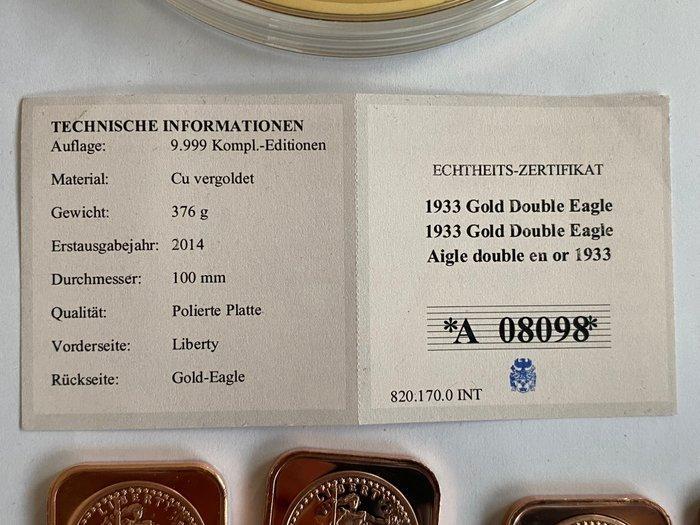 TECHNISCHE INFORMATIONEN
Auflage: 9.999 Kompl.-Editionen
Material: Cu vergoldet
Gewicht: 376 g
Erstausgabejahr: 2014
Durchmesser: 100 mm
Qualität: Polierte Platte
Vorderseite: Liberty
Rückseite: Gold-Eagle
ECHTHEITS-ZERTIFIKAT
1933 Gold Double Eagle
1933 Gold Double Eagle
Aigle double en or 1933
*A 08098*
820.170.0 INT
LIBERTY
LIBERTY